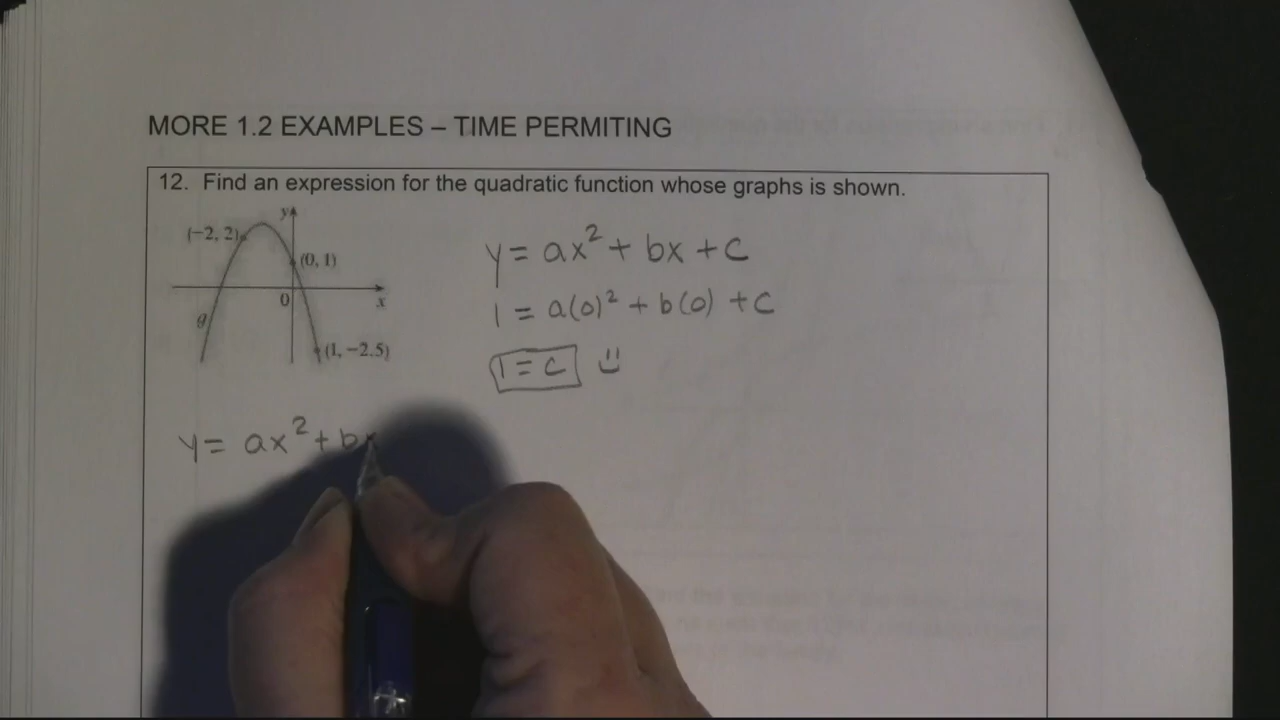 MORE 1.2 EXAMPLES – TIME PERMITING
12. Find an expression for the quadratic function whose graphs is shown.
y
(−2, 2)
(0, 1)
0
x
g
(1, −2.5)
y = ax² + bx + c
1 = a(0)² + b(0) + c
1 = c
y = ax² + bx